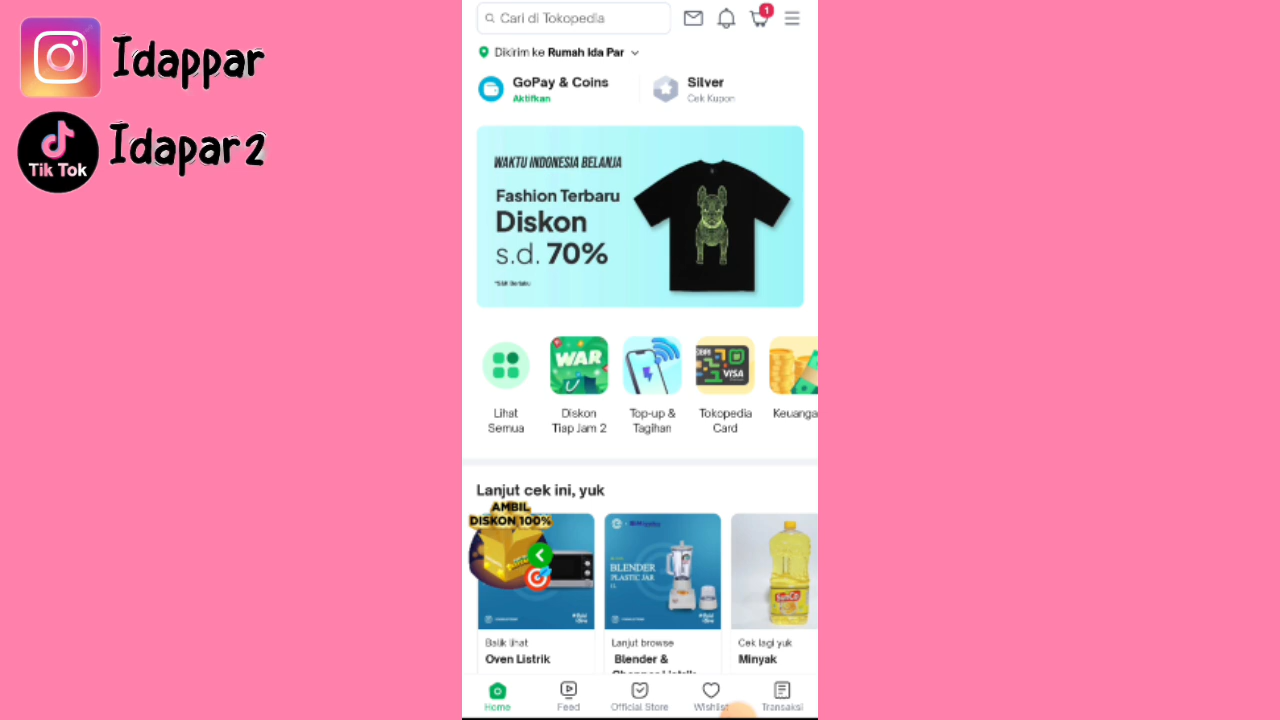 Idappar
Tik Tok
Idapar2
Cari di Tokopedia
1
Dikirim ke Rumah Ida Par
GoPay & Coins
Aktifkan
Silver
Cek Kupon
WAKTU INDONESIA BELANJA
Fashion Terbaru
Diskon
s.d. 70%
WAR
BRI
VISA
Lihat
Semua
Diskon
Tiap Jam 2
Top-up &
Tagihan
Tokopedia
Card
Keuanga
Lanjut cek ini, yuk
AMBIL
DISKON 100%
BLENDER
PLASTIC JAR
Balik lihat
Oven Listrik
Lanjut browse
Blender &
Chopper Listrik
Cek lagi yuk
Minyak
Home
Feed
Official Store
Wishlist
Transaksi